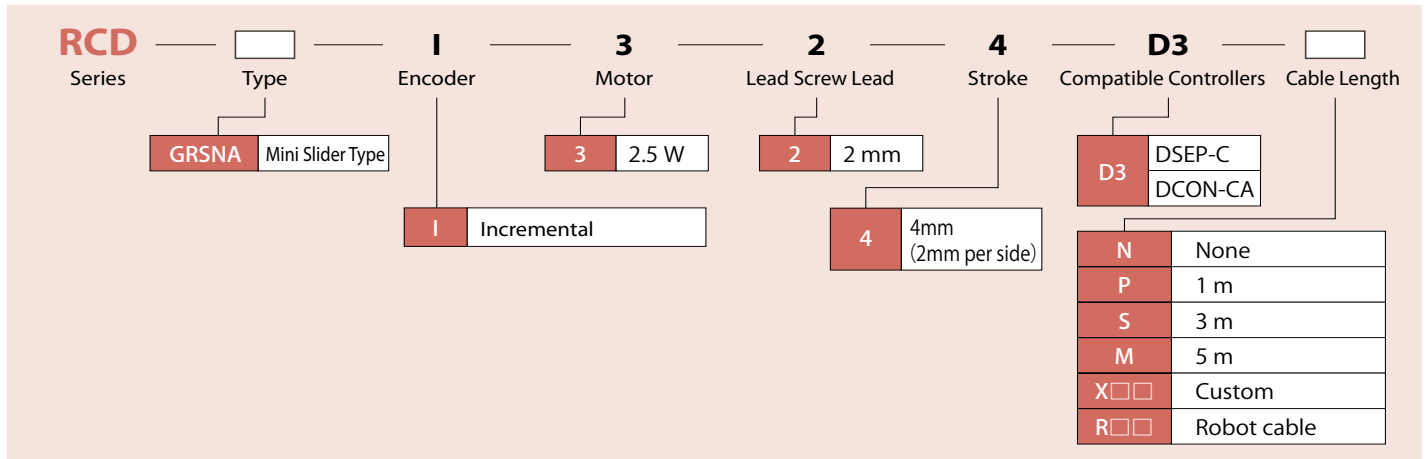 RCD — □ — I — 3 — 2 — 4 — D3 — □
Series Type Encoder Motor Lead Screw Lead Stroke Compatible Controllers Cable Length
GRSNA Mini Slider Type
3 2.5 W
2 2 mm
D3 DSEP-C
DCON-CA
I Incremental
4 4mm
(2mm per side)
N None
P 1 m
S 3 m
M 5 m
X□□ Custom
R□□ Robot cable